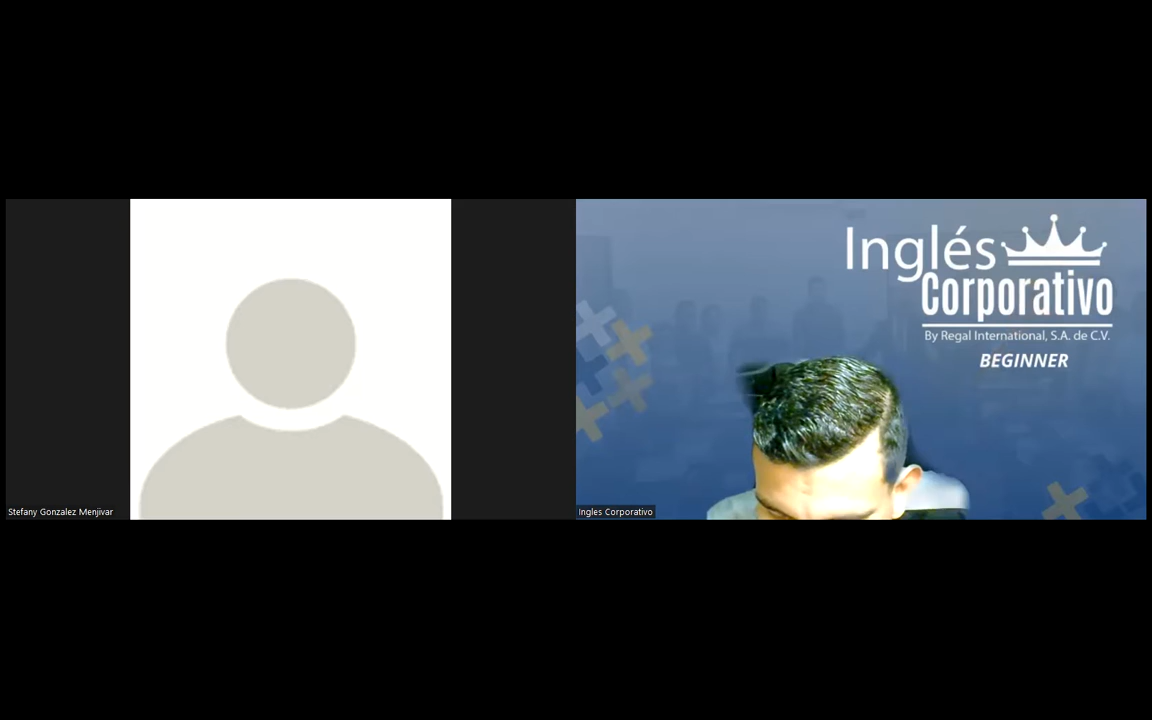 Inglés
Corporativo
By Regal International, S.A. de C.V.
BEGINNER
Stefany Gonzalez Menjivar
Ingles Corporativo